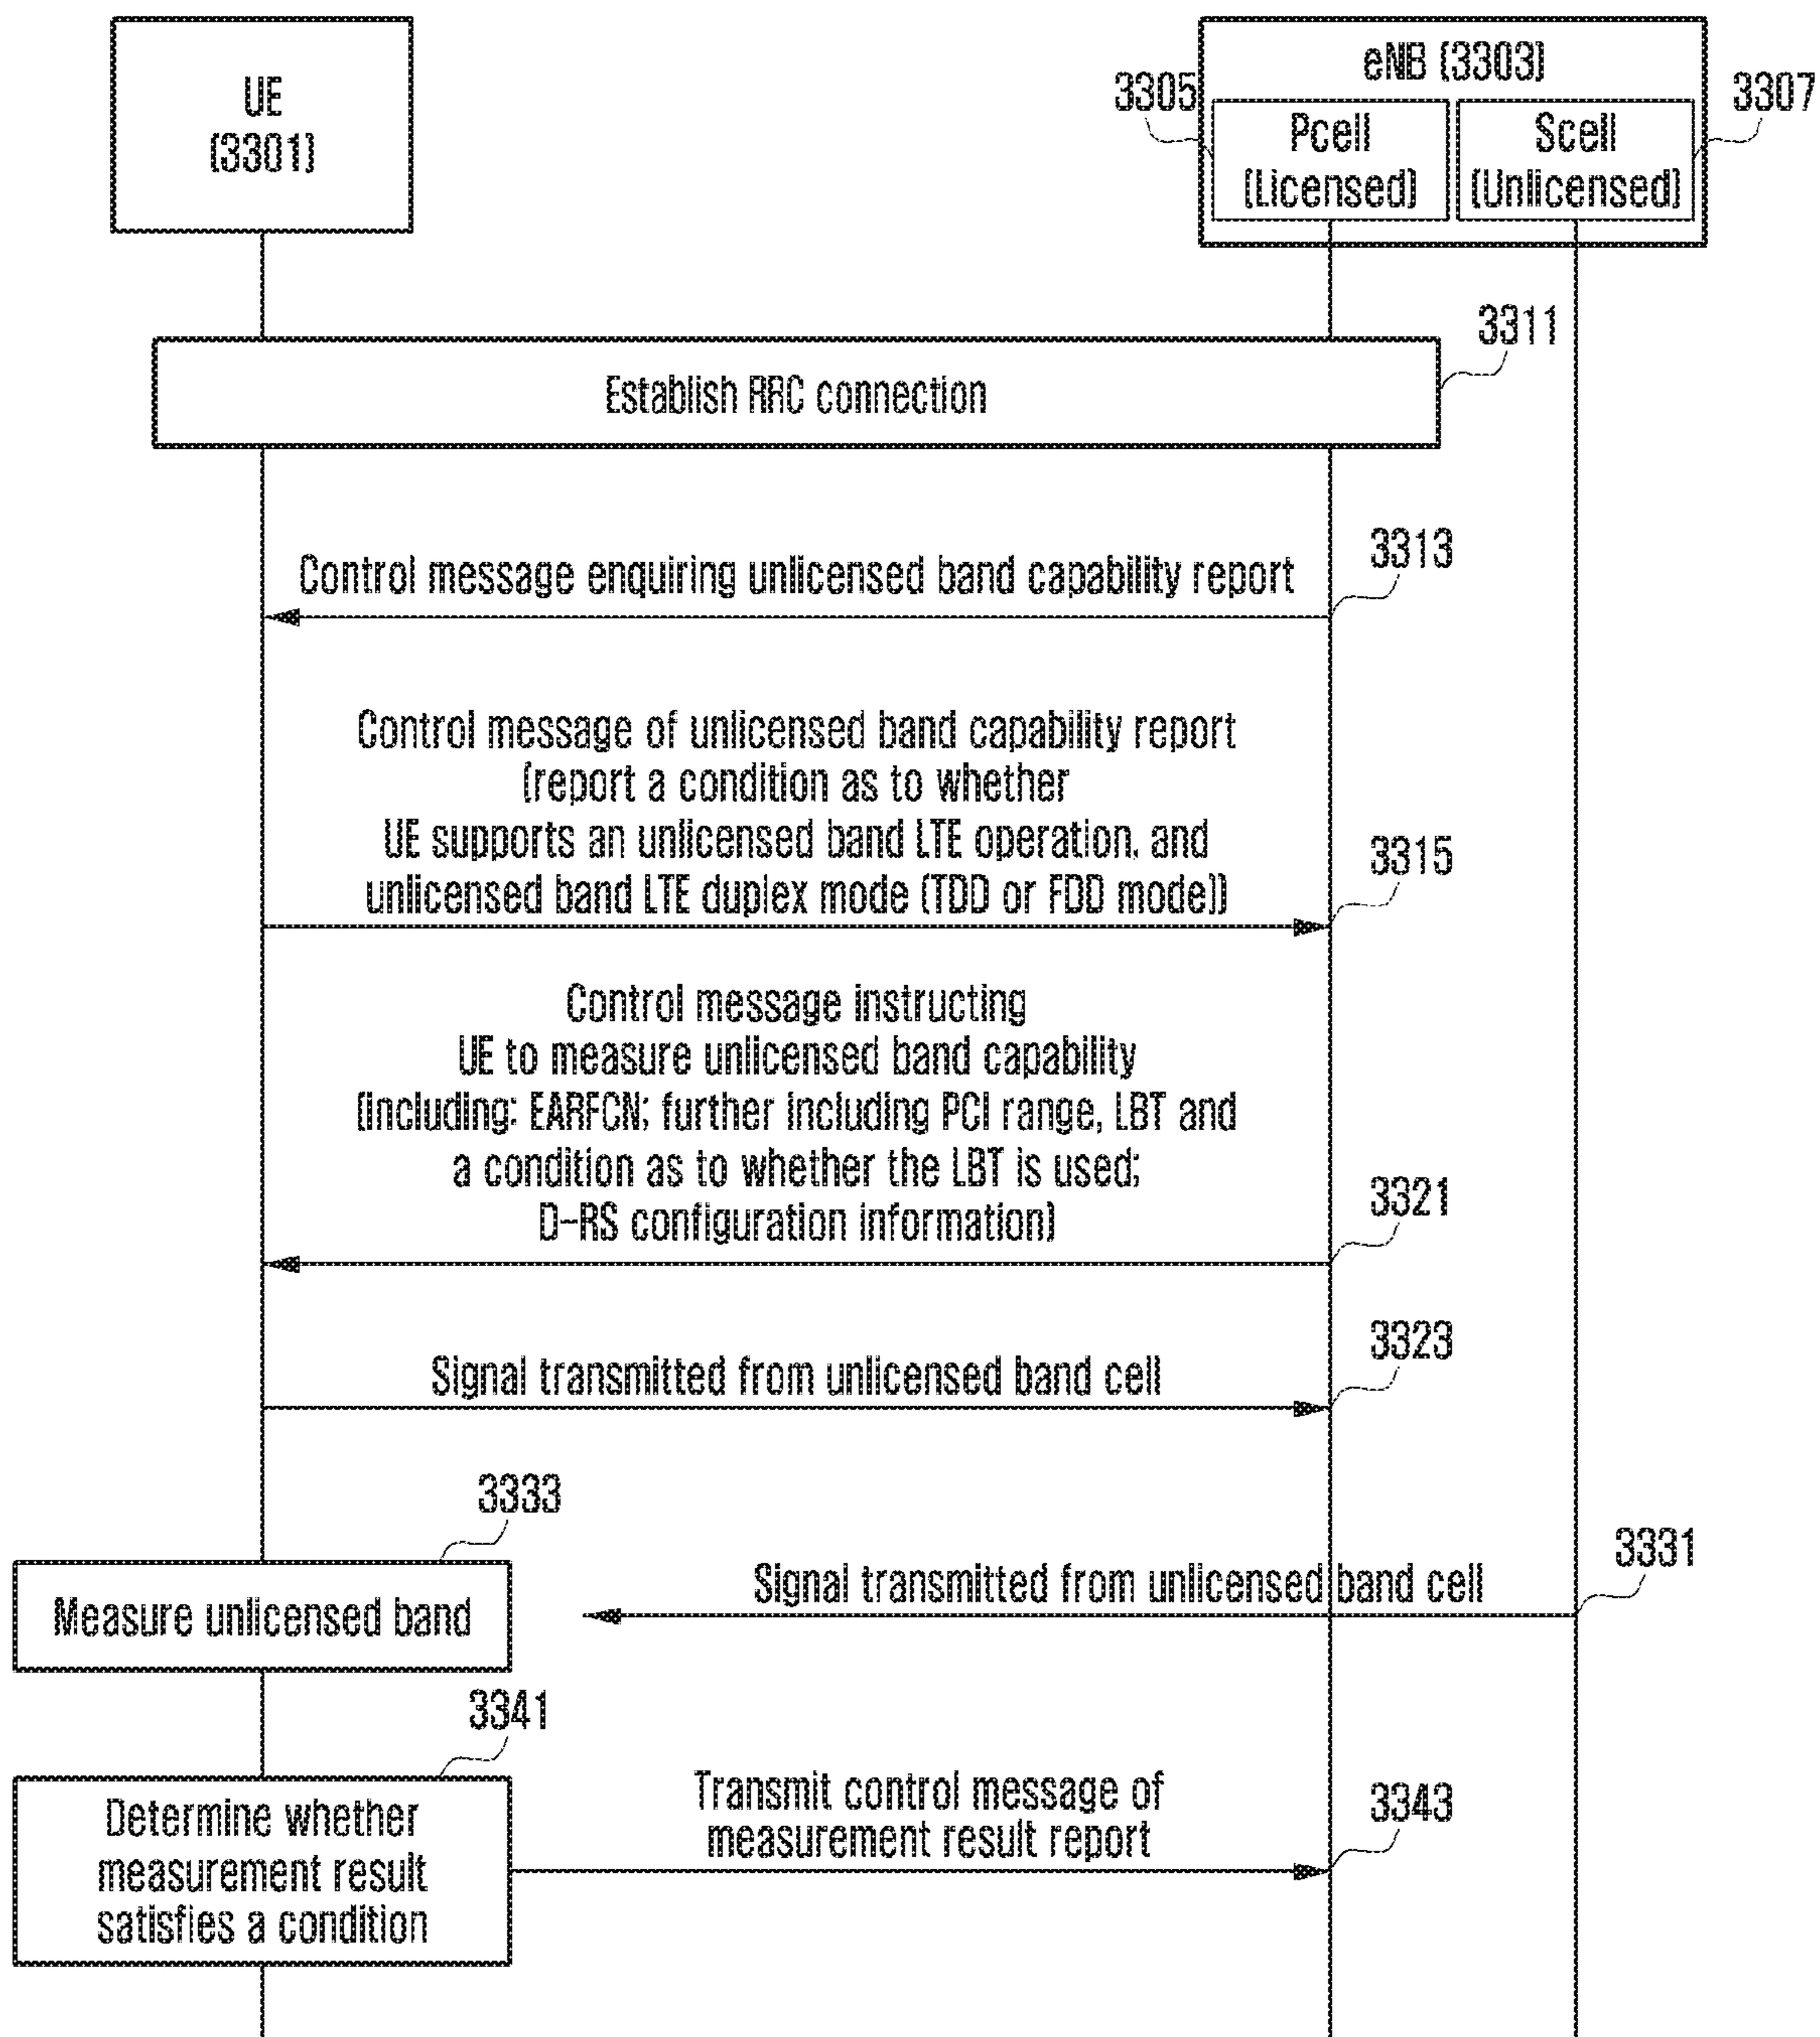 UE
(3301)
eNB (3303)
3305
3307
Pcell
(Licensed)
Scell
(Unlicensed)
3311
Establish RRC connection
3313
Control message enquiring unlicensed band capability report
Control message of unlicensed band capability report
(report a condition as to whether
UE supports an unlicensed band LTE operation, and
unlicensed band LTE duplex mode (TDD or FDD mode))
3315
Control message instructing
UE to measure unlicensed band capability
(including: EARFCN; further including PCI range, LBT and
a condition as to whether the LBT is used;
D-RS configuration information)
3321
3323
Signal transmitted from unlicensed band cell
3333
3331
Signal transmitted from unlicensed band cell
Measure unlicensed band
3341
Determine whether
measurement result
satisfies a condition
Transmit control message of
measurement result report
3343